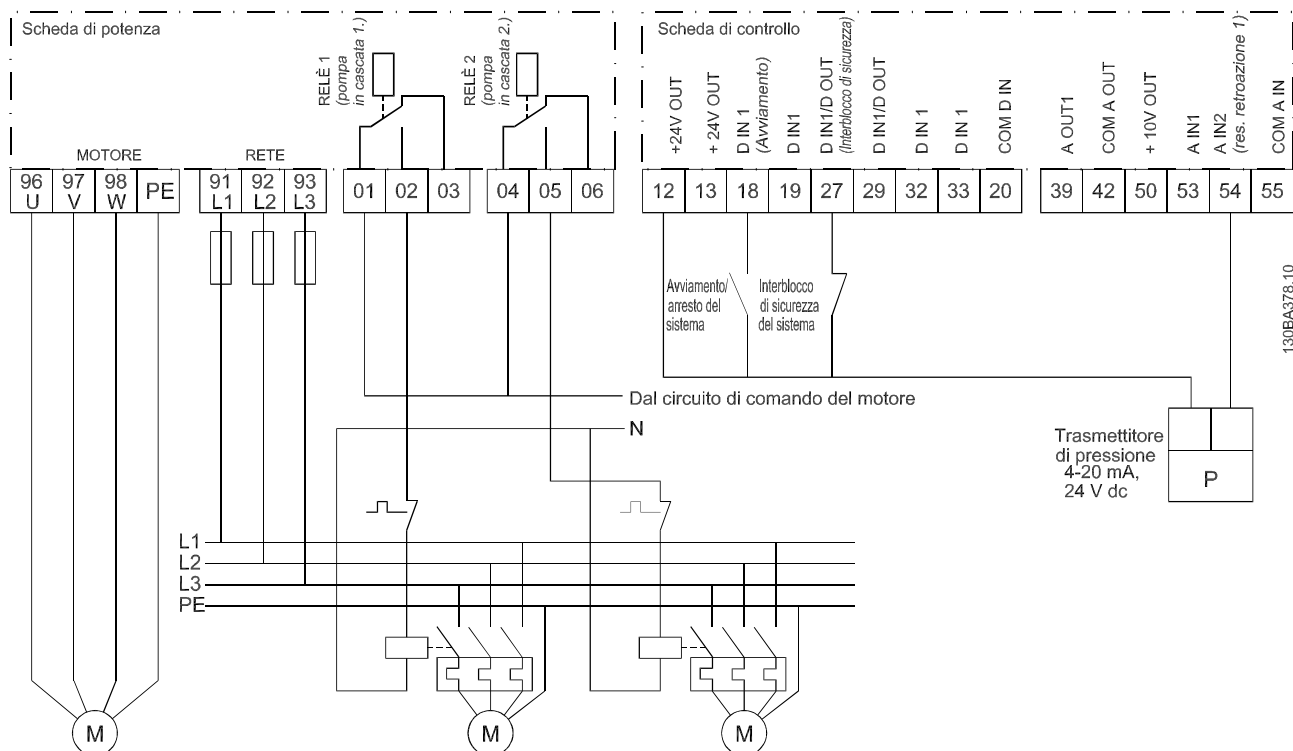 Scheda di potenza
RELÈ 1
(pompa
in cascata 1.)
RELÈ 2
(pompa
in cascata 2.)
MOTORE
RETE
96 97 98 PE
U V W
91 92 93
L1 L2 L3
01 02 03
04 05 06
Scheda di controllo
+24V OUT
+ 24V OUT
D IN 1
(Avviamento)
D IN1
D IN1/D OUT
(Interblocco di sicurezza)
D IN1/D OUT
D IN 1
D IN 1
COM D IN
A OUT1
COM A OUT
+ 10V OUT
A IN1
A IN2
(res. retroazione 1)
COM A IN
12 13 18 19 27 29 32 33 20
39 42 50 53 54 55
Avviamento/
arresto del
sistema
Interblocco
di sicurezza
del sistema
130BA378.10
Dal circuito di comando del motore
N
Trasmettitore
di pressione
4-20 mA,
24 V dc
P
L1
L2
L3
PE
M
M
M